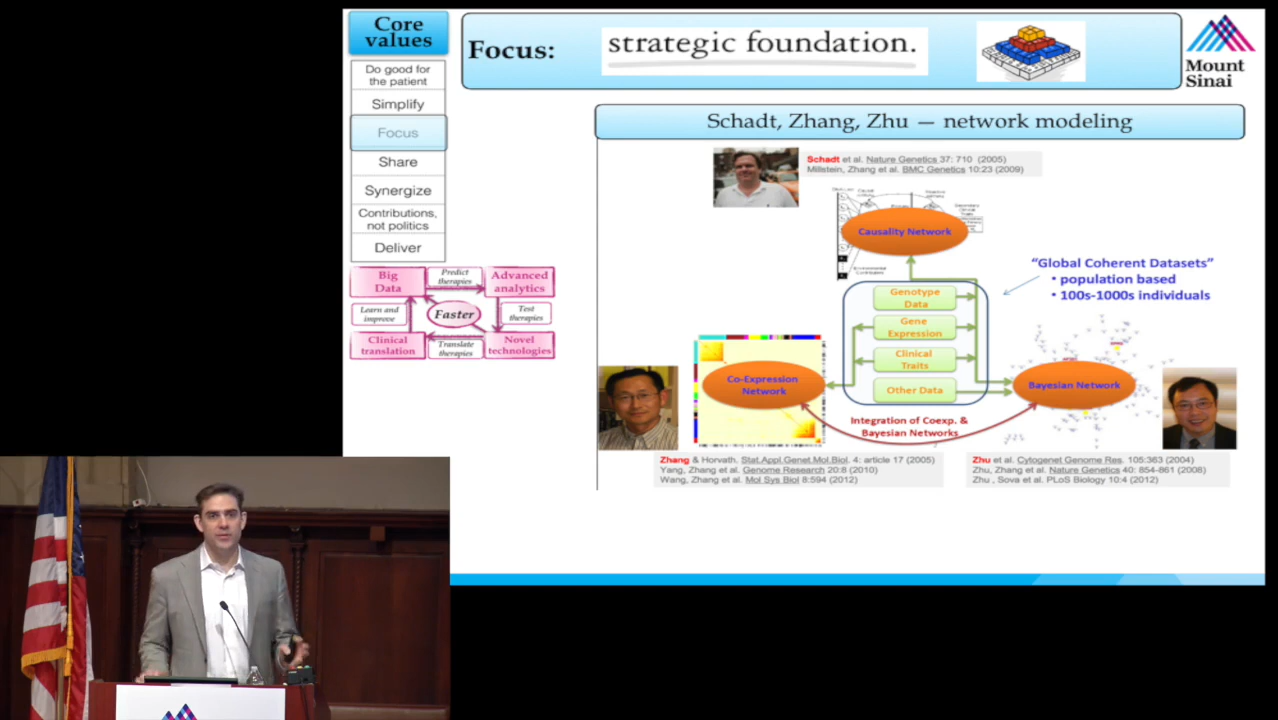 Core
values
Do good for
the patient
Simplify
Focus
Share
Synergize
Contributions,
not politics
Deliver
Big
Data
Predict
therapies
Advanced
analytics
Learn and
improve
Faster
Test
therapies
Clinical
translation
Translate
therapies
Novel
technologies
Focus:
strategic foundation.
Mount
Sinai
Schadt, Zhang, Zhu — network modeling
Schadt et al. Nature Genetics 37: 710 (2005)
Millstein, Zhang et al. BMC Genetics 10:23 (2009)
Causality Network
"Global Coherent Datasets"
• population based
• 100s-1000s individuals
Genotype
Data
Gene
Expression
Clinical
Traits
Other Data
Co-Expression
Network
Bayesian Network
Integration of Coexp. &
Bayesian Networks
Zhang & Horvath. Stat.Appl.Genet.Mol.Biol. 4: article 17 (2005)
Yang, Zhang et al. Genome Research 20:8 (2010)
Wang, Zhang et al. Mol Sys Biol 8:594 (2012)
Zhu et al. Cytogenet Genome Res. 105:363 (2004)
Zhu, Zhang et al. Nature Genetics 40: 854-861 (2008)
Zhu , Sova et al. PLoS Biology 10:4 (2012)